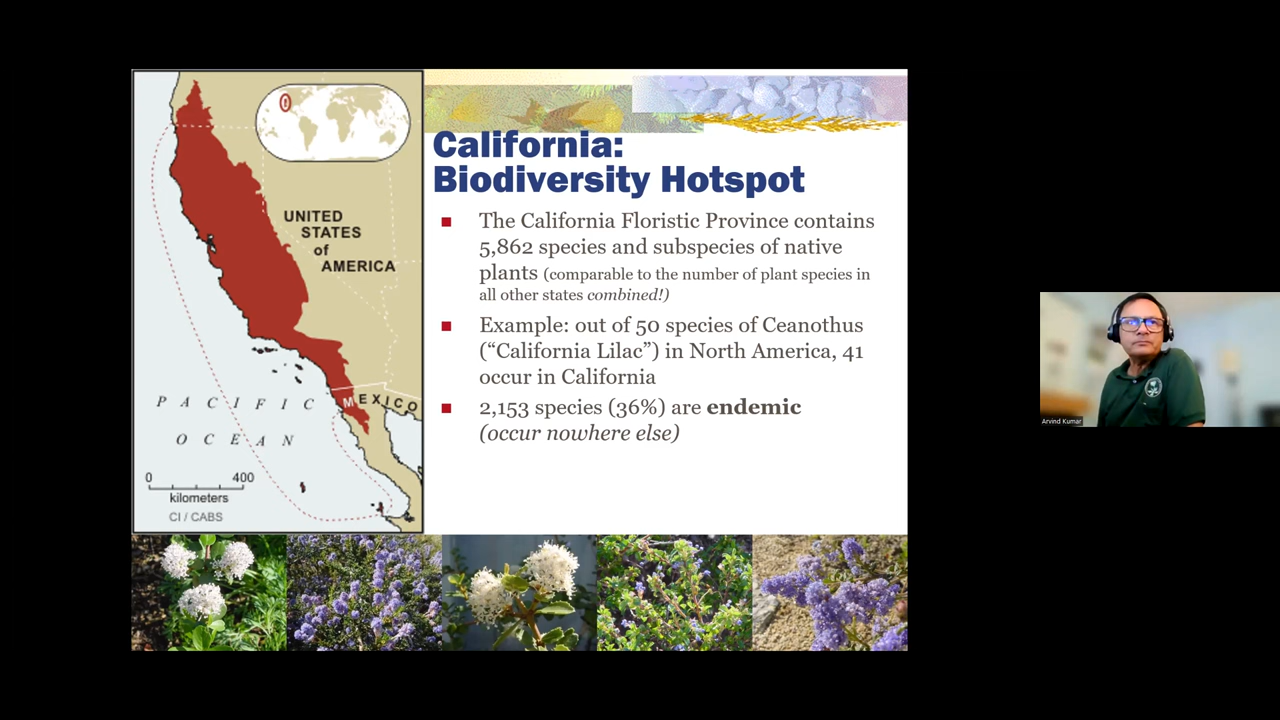 California:
Biodiversity Hotspot
The California Floristic Province contains
5,862 species and subspecies of native
plants (comparable to the number of plant species in
all other states combined!)
Example: out of 50 species of Ceanothus
(“California Lilac”) in North America, 41
occur in California
2,153 species (36%) are endemic
(occur nowhere else)
UNITED
STATES
of
AMERICA
MEXICO
PACIFIC
OCEAN
0 400
kilometers
CI / CABS
Arvind Kumar